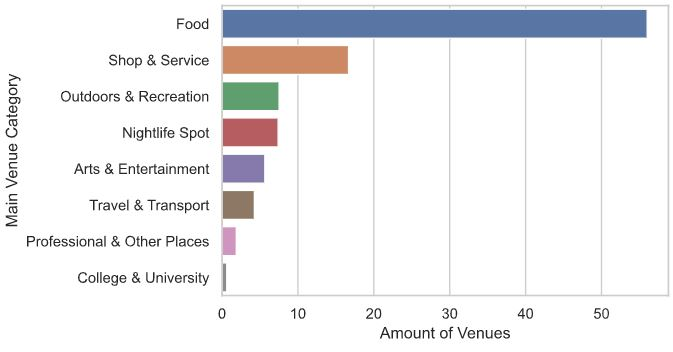 Main Venue Category
Food
Shop & Service
Outdoors & Recreation
Nightlife Spot
Arts & Entertainment
Travel & Transport
Professional & Other Places
College & University
0 10 20 30 40 50
Amount of Venues